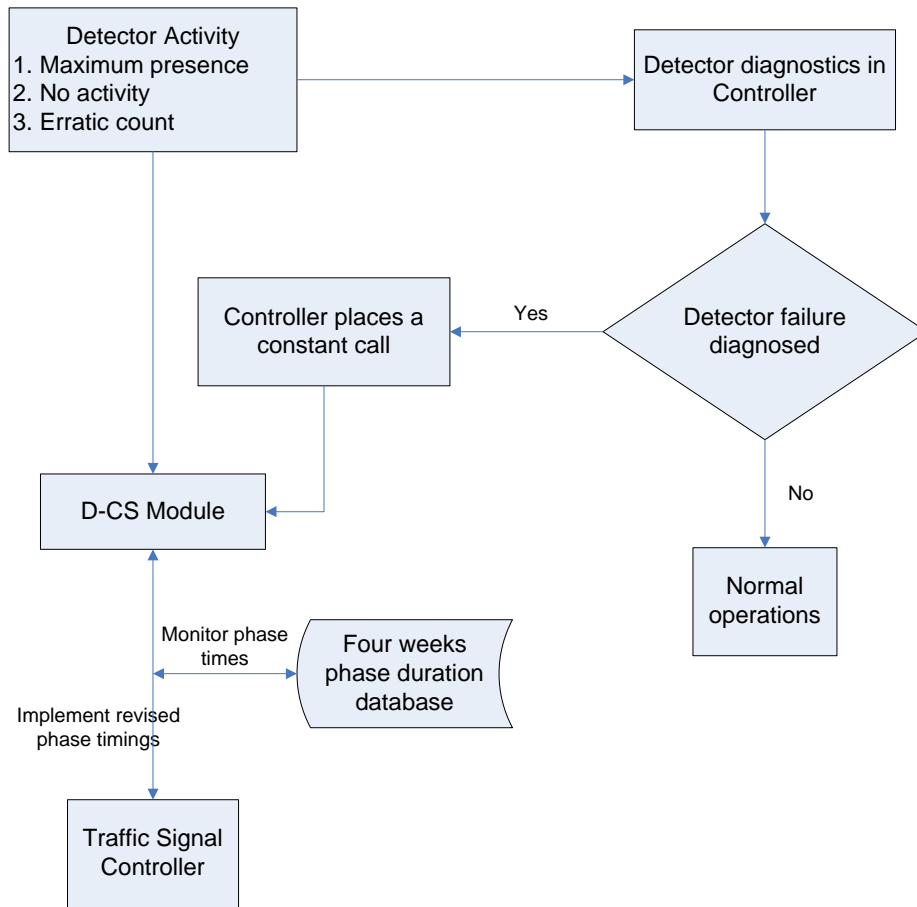 Detector Activity
1. Maximum presence
2. No activity
3. Erratic count
Detector diagnostics in
Controller
Controller places a
constant call
Yes
Detector failure
diagnosed
D-CS Module
No
Normal
operations
Monitor phase
times
Four weeks
phase duration
database
Implement revised
phase timings
Traffic Signal
Controller